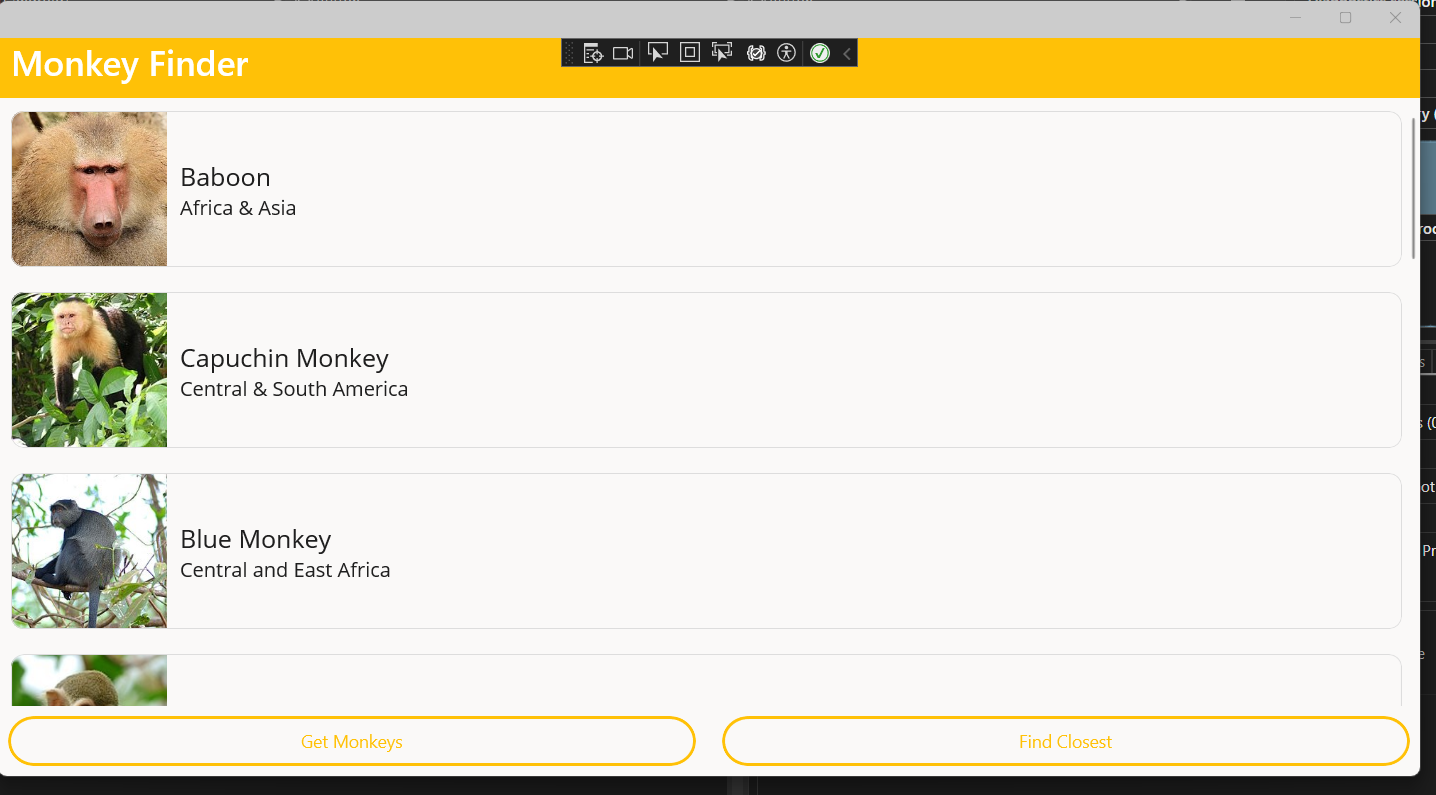 Monkey Finder
Baboon
Africa & Asia
Capuchin Monkey
Central & South America
Blue Monkey
Central and East Africa
Get Monkeys
Find Closest